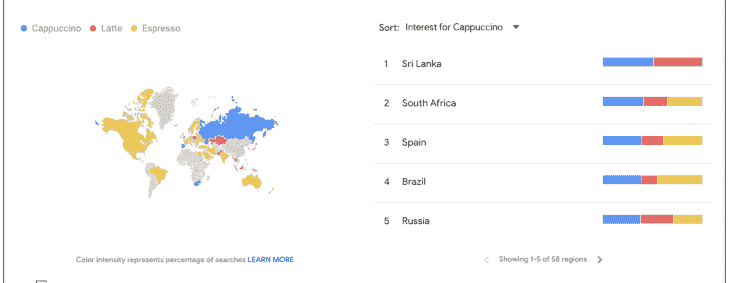 Cappuccino Latte Espresso
Sort: Interest for Cappuccino
1 Sri Lanka
2 South Africa
3 Spain
4 Brazil
5 Russia
Color intensity represents percentage of searches LEARN MORE
Showing 1-5 of 58 regions